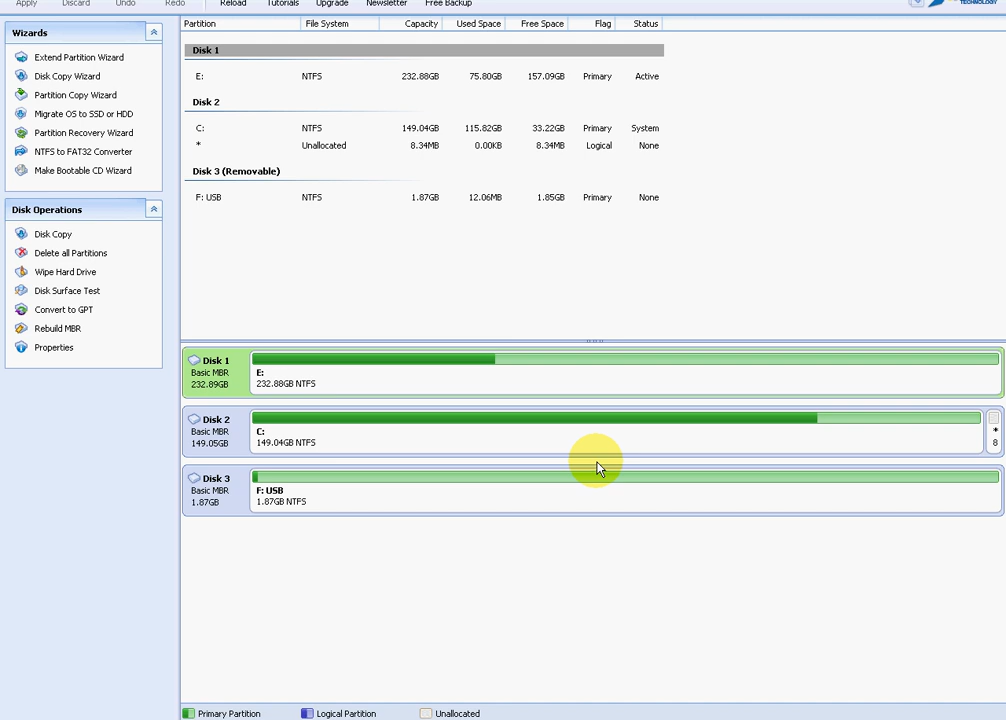 Apply Discard Undo Redo Reload Tutorials Upgrade Newsletter Free Backup
TECHNOLOGY
Wizards
Extend Partition Wizard
Disk Copy Wizard
Partition Copy Wizard
Migrate OS to SSD or HDD
Partition Recovery Wizard
NTFS to FAT32 Converter
Make Bootable CD Wizard
Disk Operations
Disk Copy
Delete all Partitions
Wipe Hard Drive
Disk Surface Test
Convert to GPT
Rebuild MBR
Properties
Partition File System Capacity Used Space Free Space Flag Status
Disk 1
E: NTFS 232.88GB 75.80GB 157.09GB Primary Active
Disk 2
C: NTFS 149.04GB 115.82GB 33.22GB Primary System
* Unallocated 8.34MB 0.00KB 8.34MB Logical None
Disk 3 (Removable)
F: USB NTFS 1.87GB 12.06MB 1.85GB Primary None
Disk 1
Basic MBR
232.89GB
E:
232.88GB NTFS
Disk 2
Basic MBR
149.05GB
C:
149.04GB NTFS
*
8
Disk 3
Basic MBR
1.87GB
F: USB
1.87GB NTFS
Primary Partition Logical Partition Unallocated